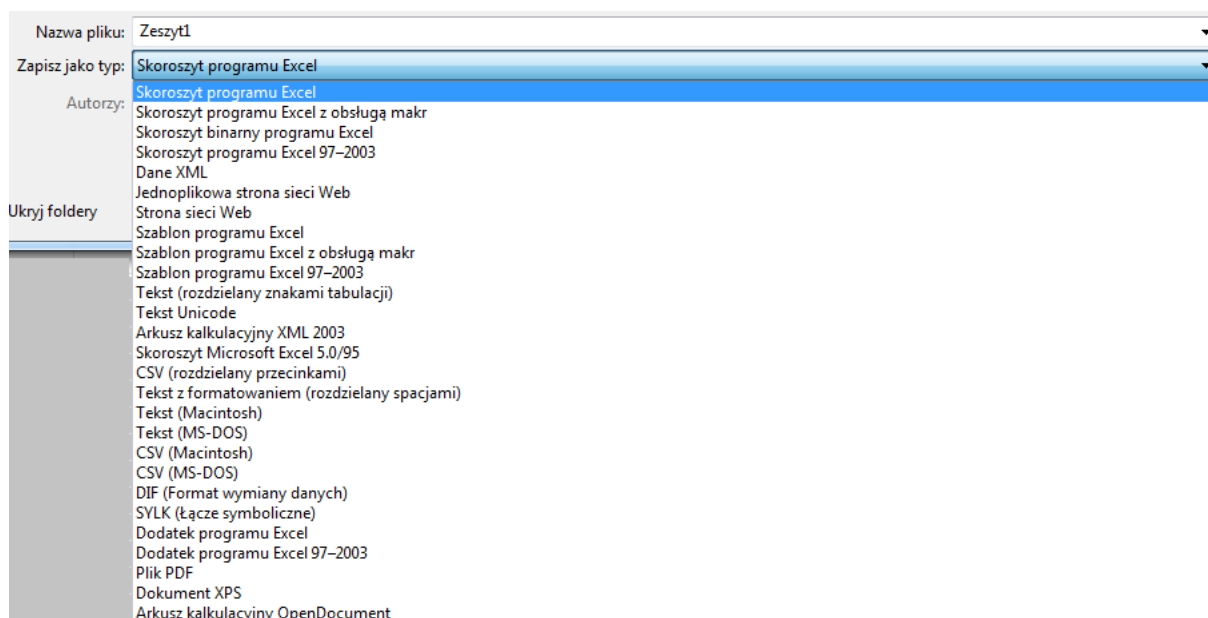 Nazwa pliku: Zeszyt1
Zapisz jako typ: Skoroszyt programu Excel
Autorzy:
Skoroszyt programu Excel
Skoroszyt programu Excel z obsługą makr
Skoroszyt binarny programu Excel
Skoroszyt programu Excel 97–2003
Dane XML
Jednoplikowa strona sieci Web
Ukryj foldery
Strona sieci Web
Szablon programu Excel
Szablon programu Excel z obsługą makr
Szablon programu Excel 97–2003
Tekst (rozdzielany znakami tabulacji)
Tekst Unicode
Arkusz kalkulacyjny XML 2003
Skoroszyt Microsoft Excel 5.0/95
CSV (rozdzielany przecinkami)
Tekst z formatowaniem (rozdzielany spacjami)
Tekst (Macintosh)
Tekst (MS-DOS)
CSV (Macintosh)
CSV (MS-DOS)
DIF (Format wymiany danych)
SYLK (Łącze symboliczne)
Dodatek programu Excel
Dodatek programu Excel 97–2003
Plik PDF
Dokument XPS
Arkusz kalkulacyjny OpenDocument